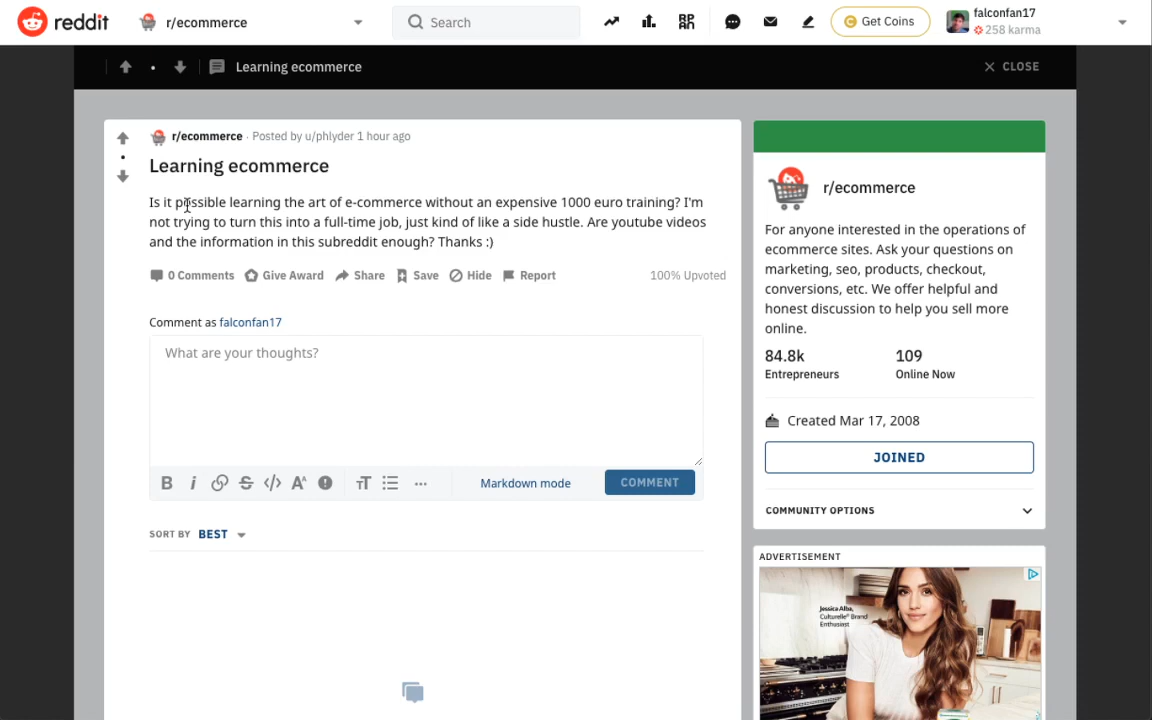 reddit
r/ecommerce
Search
Get Coins
falconfan17
258 karma
Learning ecommerce
CLOSE
r/ecommerce · Posted by u/phlyder 1 hour ago
Learning ecommerce
Is it possible learning the art of e-commerce without an expensive 1000 euro training? I'm
not trying to turn this into a full-time job, just kind of like a side hustle. Are youtube videos
and the information in this subreddit enough? Thanks :)
0 Comments
Give Award
Share
Save
Hide
Report
100% Upvoted
Comment as falconfan17
What are your thoughts?
Markdown mode
COMMENT
SORT BY BEST
r/ecommerce
For anyone interested in the operations of
ecommerce sites. Ask your questions on
marketing, seo, products, checkout,
conversions, etc. We offer helpful and
honest discussion to help you sell more
online.
84.8k
Entrepreneurs
109
Online Now
Created Mar 17, 2008
JOINED
COMMUNITY OPTIONS
ADVERTISEMENT
Jessica Alba,
Culturelle® Brand
Enthusiast